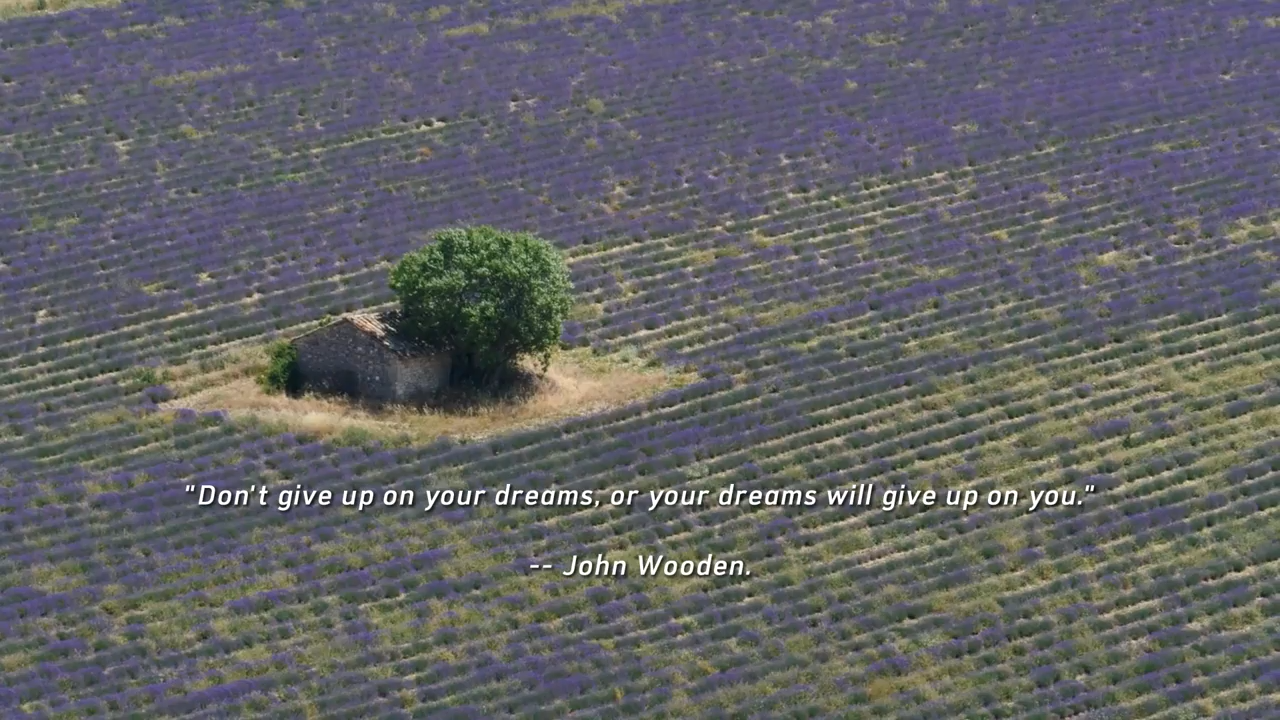 "Don't give up on your dreams, or your dreams will give up on you."
-- John Wooden.